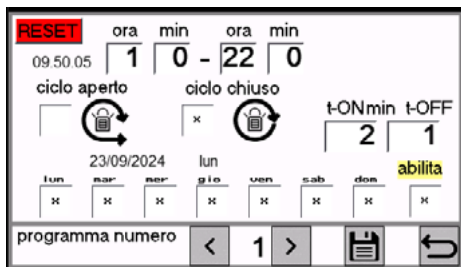 RESET ora min ora min
09.50.05 1 0 - 22 0
ciclo aperto ciclo chiuso
x
t-ONmin t-OFF
2 1
23/09/2024 lun
abilita
lun mar mer gio ven sab dom
x x x x x x x x
programma numero < 1 >